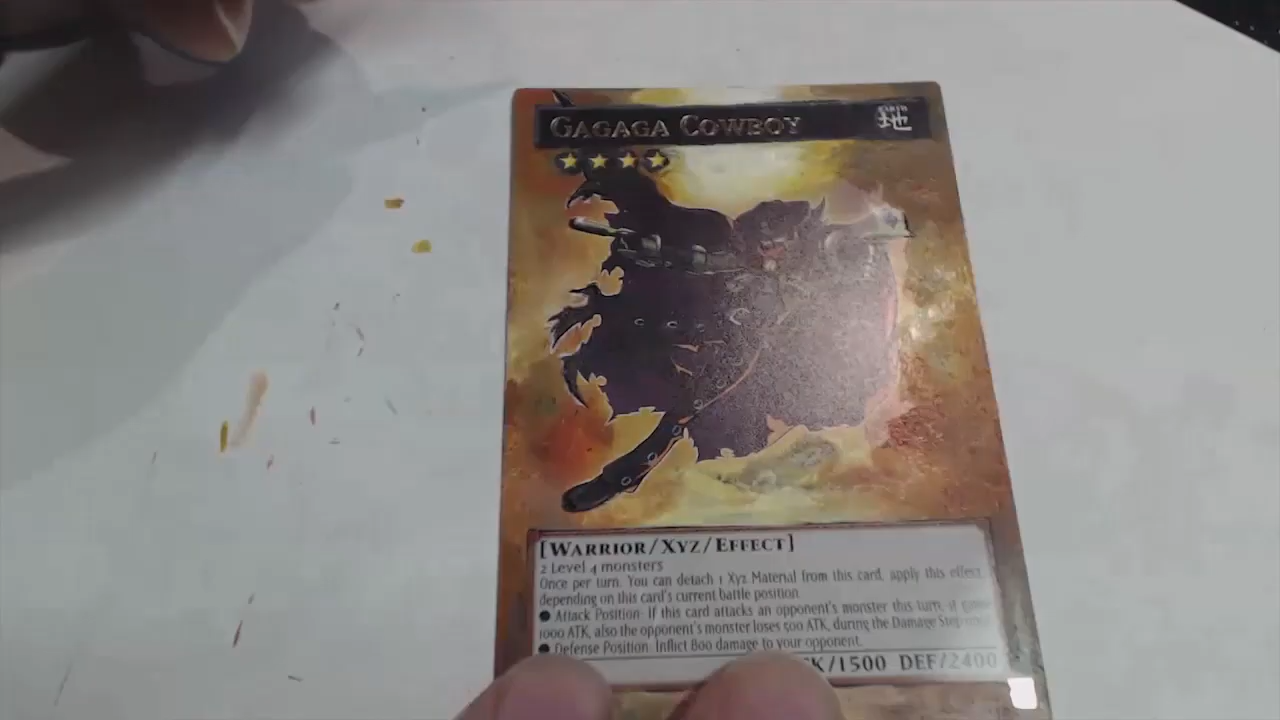 GAGAGA COWBOY
EARTH
地
[WARRIOR/XYZ/EFFECT]
2 Level 4 monsters
Once per turn. You can detach 1 Xyz Material from this card, apply this effect,
depending on this card's current battle position.
● Attack Position: If this card attacks an opponent's monster this turn, it
1000 ATK, also the opponent's monster loses 500 ATK, during the Damage Step
● Defense Position: Inflict 800 damage to your opponent.
/1500 DEF/2400